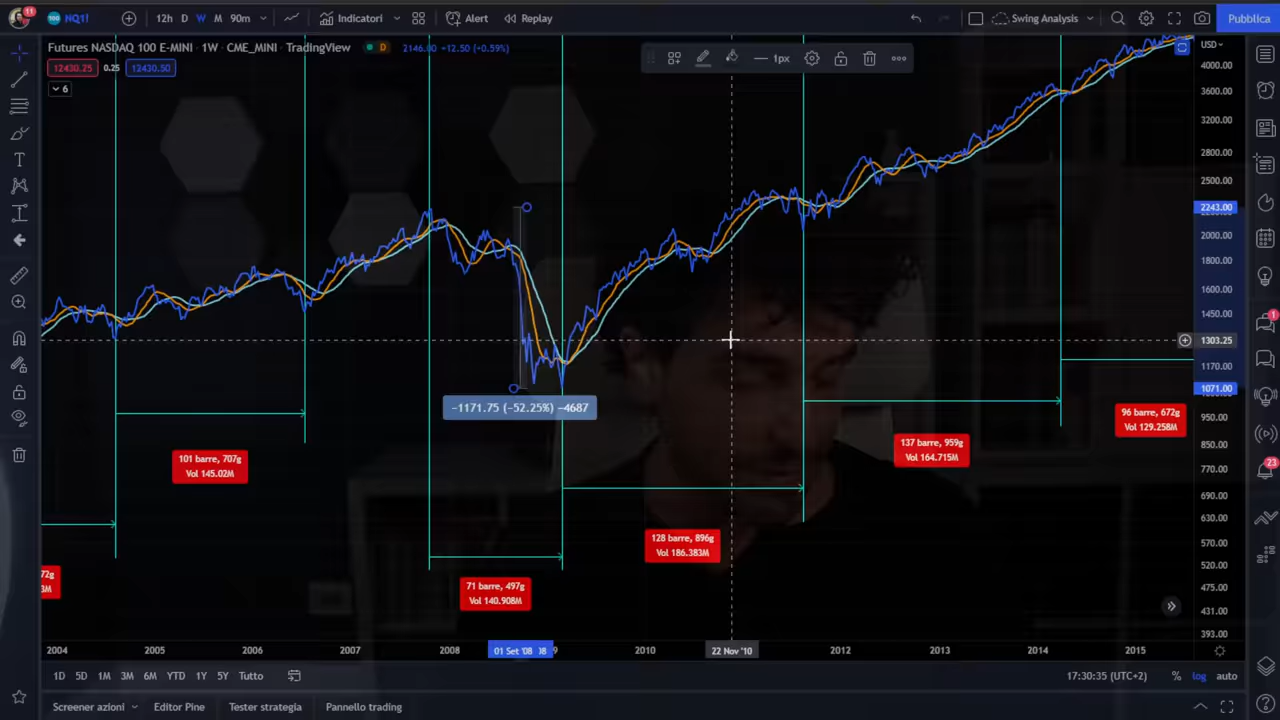 11
100
NQ1!
12h D W M 90m
Indicatori
Alert
Replay
Swing Analysis
Pubblica
Futures NASDAQ 100 E-MINI · 1W · CME_MINI · TradingView
D
2146.00 −12.50 (+0.59%)
12430.25
0.25
12430.50
6
1px
USD
4000.00
3600.00
3200.00
2800.00
2500.00
2243.00
2000.00
1800.00
1600.00
1450.00
1303.25
1170.00
1071.00
950.00
850.00
770.00
690.00
630.00
570.00
520.00
475.00
431.00
393.00
−1171.75 (−52.25%) −4687
96 barre, 672g
Vol 129.258M
137 barre, 959g
Vol 164.715M
101 barre, 707g
Vol 145.02M
128 barre, 896g
Vol 186.383M
72g
3M
71 barre, 497g
Vol 140.908M
1
23
2004 2005 2006 2007 2008 01 Set '08 2010 22 Nov '10 2012 2013 2014 2015
1D 5D 1M 3M 6M YTD 1Y 5Y Tutto
17:30:35 (UTC+2)
%
log
auto
Screener azioni
Editor Pine
Tester strategia
Pannello trading